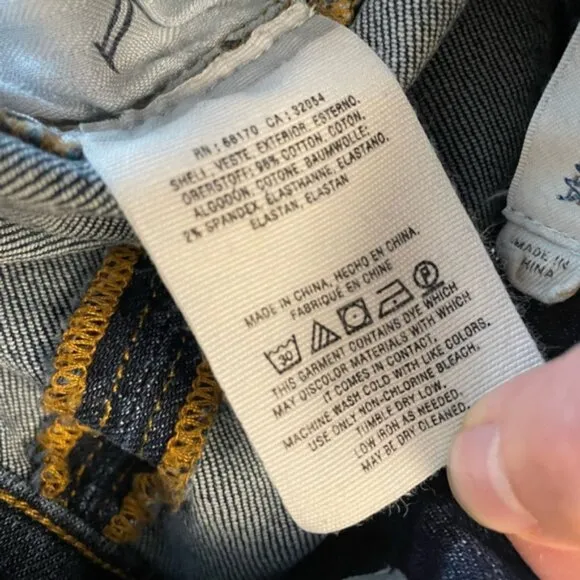 RN: 68170 CA: 32054
SHELL, VESTE, EXTERIOR, ESTERNO,
OBERSTOFF: 98% COTTON, COTON,
ALGODON, COTONE, BAUMWOLLE;
2% SPANDEX, ELASTHANNE, ELASTANO,
ELASTAN, ELASTAN
MADE IN CHINA, HECHO EN CHINA,
FABRIQUÉ EN CHINE
30
P
THIS GARMENT CONTAINS DYE WHICH
MAY DISCOLOR MATERIALS WITH WHICH
IT COMES IN CONTACT.
MACHINE WASH COLD WITH LIKE COLORS.
USE ONLY NON-CHLORINE BLEACH.
TUMBLE DRY LOW.
LOW IRON AS NEEDED.
MAY BE DRY CLEANED.
MADE IN
HINA